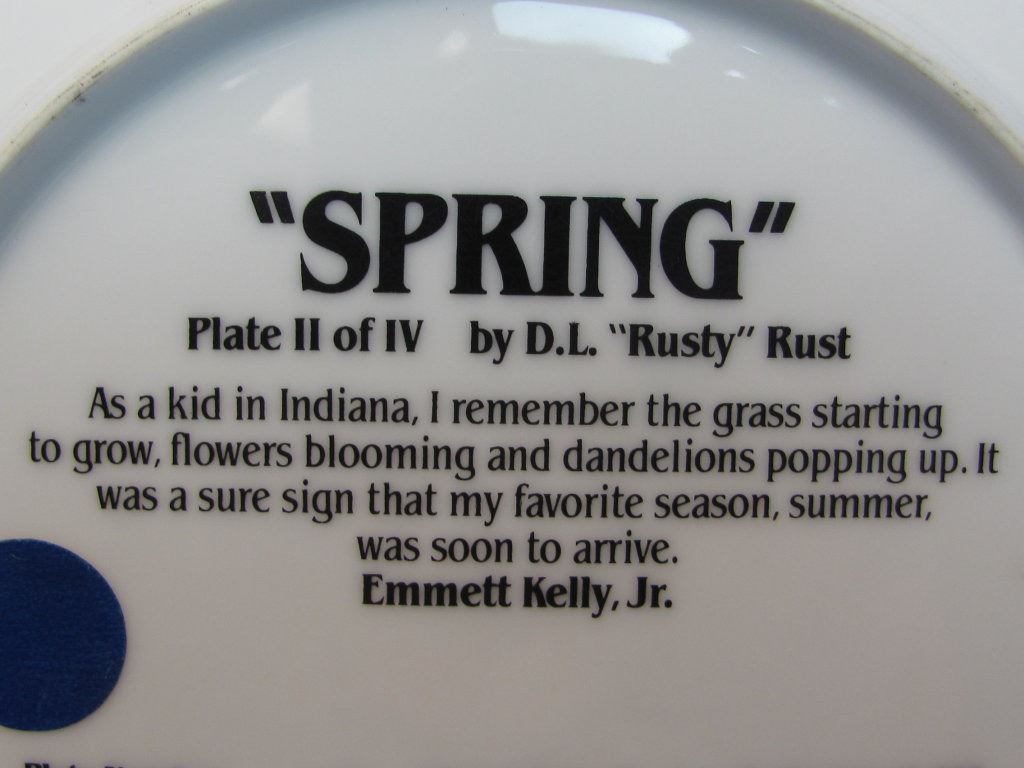 "SPRING"
Plate II of IV by D.L. "Rusty" Rust
As a kid in Indiana, I remember the grass starting
to grow, flowers blooming and dandelions popping up. It
was a sure sign that my favorite season, summer,
was soon to arrive.
Emmett Kelly, Jr.